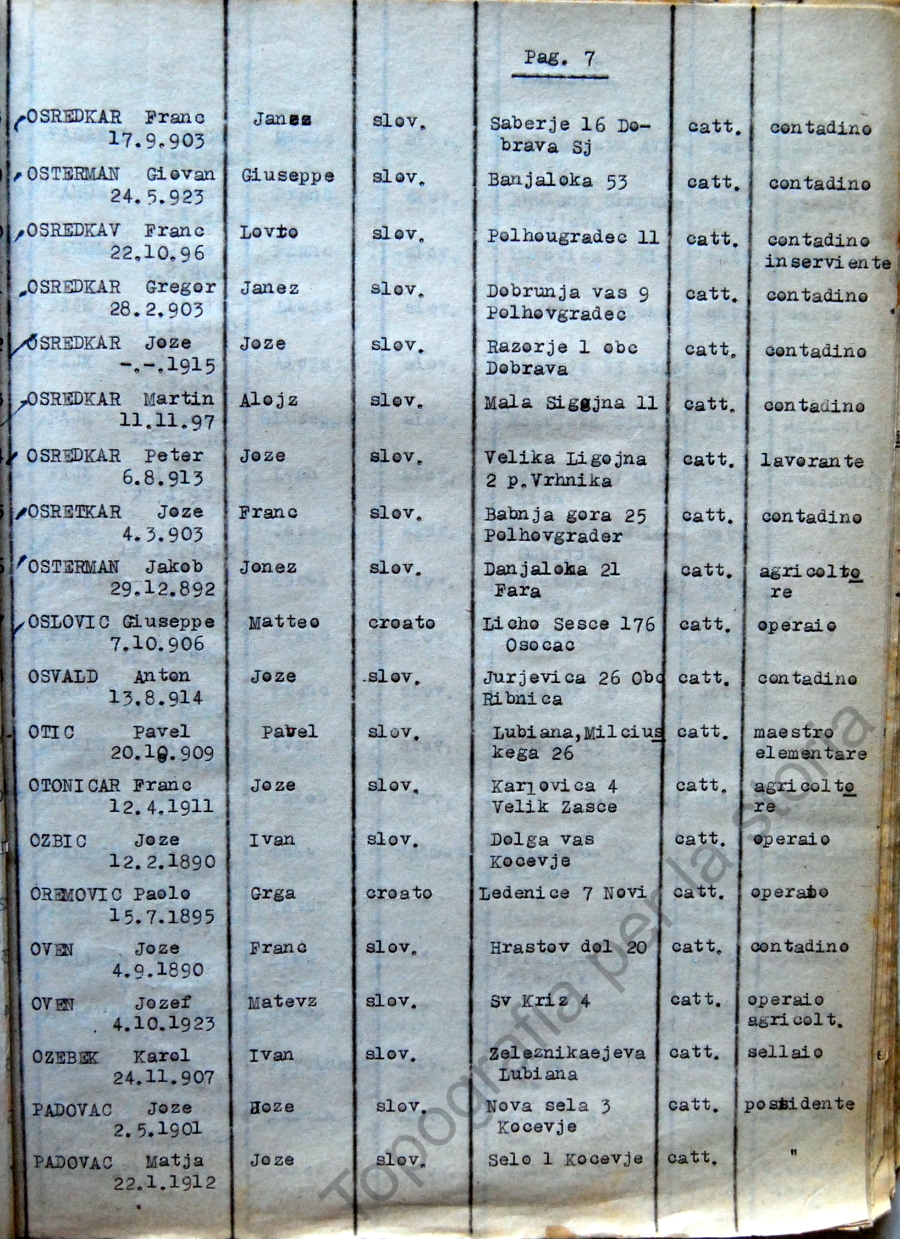 Pag. 7
OSREDKAR Franc Janez slov. Saberje 16 Do- catt. contadino
17.9.903 brava Sj
OSTERMAN Giovan Giuseppe slov. Banjaloka 53 catt. contadino
24.5.923
OSREDKAV Franc Lovro slov. Polhougradec 11 catt. contadino
22.10.96 inserviente
OSREDKAR Gregor Janez slov. Dobrunja vas 9 catt. contadino
28.2.903 Polhovgradec
OSREDKAR Joze Joze slov. Razorje 1 obc catt. contadino
-.-.1915 Dobrava
OSREDKAR Martin Alojz slov. Mala Sigojna 11 catt. contadino
11.11.97
OSREDKAR Peter Joze slov. Velika Ligojna catt. lavorante
6.8.913 2 p.Vrhnika
OSRETKAR Joze Franc slov. Babnja gora 25 catt. contadino
4.3.903 Polhovgrader
OSTERMAN Jakob Jonez slov. Danjaloka 21 catt. agricolto
29.12.892 Fara re
OSLOVIC Giuseppe Matteo croato Licho Sesce 176 catt. operaio
7.10.906 Osocac
OSVALD Anton Joze slov. Jurjevica 26 Obc catt. contadino
13.8.914 Ribnica
OTIC Pavel Pavel slov. Lubiana,Milcius catt. maestro
20.10.909 kega 26 elementare
OTONICAR Franc Joze slov. Karlovica 4 catt. agricolto
12.4.1911 Velik Zasce re
OZBIC Joze Ivan slov. Dolga vas catt. operaio
12.2.1890 Kocevje
OREMOVIC Paolo Grga croato Ledenice 7 Novi catt. operaio
15.7.1895
OVEN Joze Franc slov. Hrastov dol 20 catt. contadino
4.9.1890
OVEN Jozef Matevz slov. Sv Kriz 4 catt. operaio
4.10.1923 agricolt.
OZEBEK Karol Ivan slov. Zeleznikaejeva catt. sellaio
24.11.907 Lubiana
PADOVAC Joze Joze slov. Nova sela 3 catt. possidente
2.5.1901 Kocevje
PADOVAC Matja Joze slov. Selo 1 Kocevje catt. "
22.1.1912
Topografia per la storia